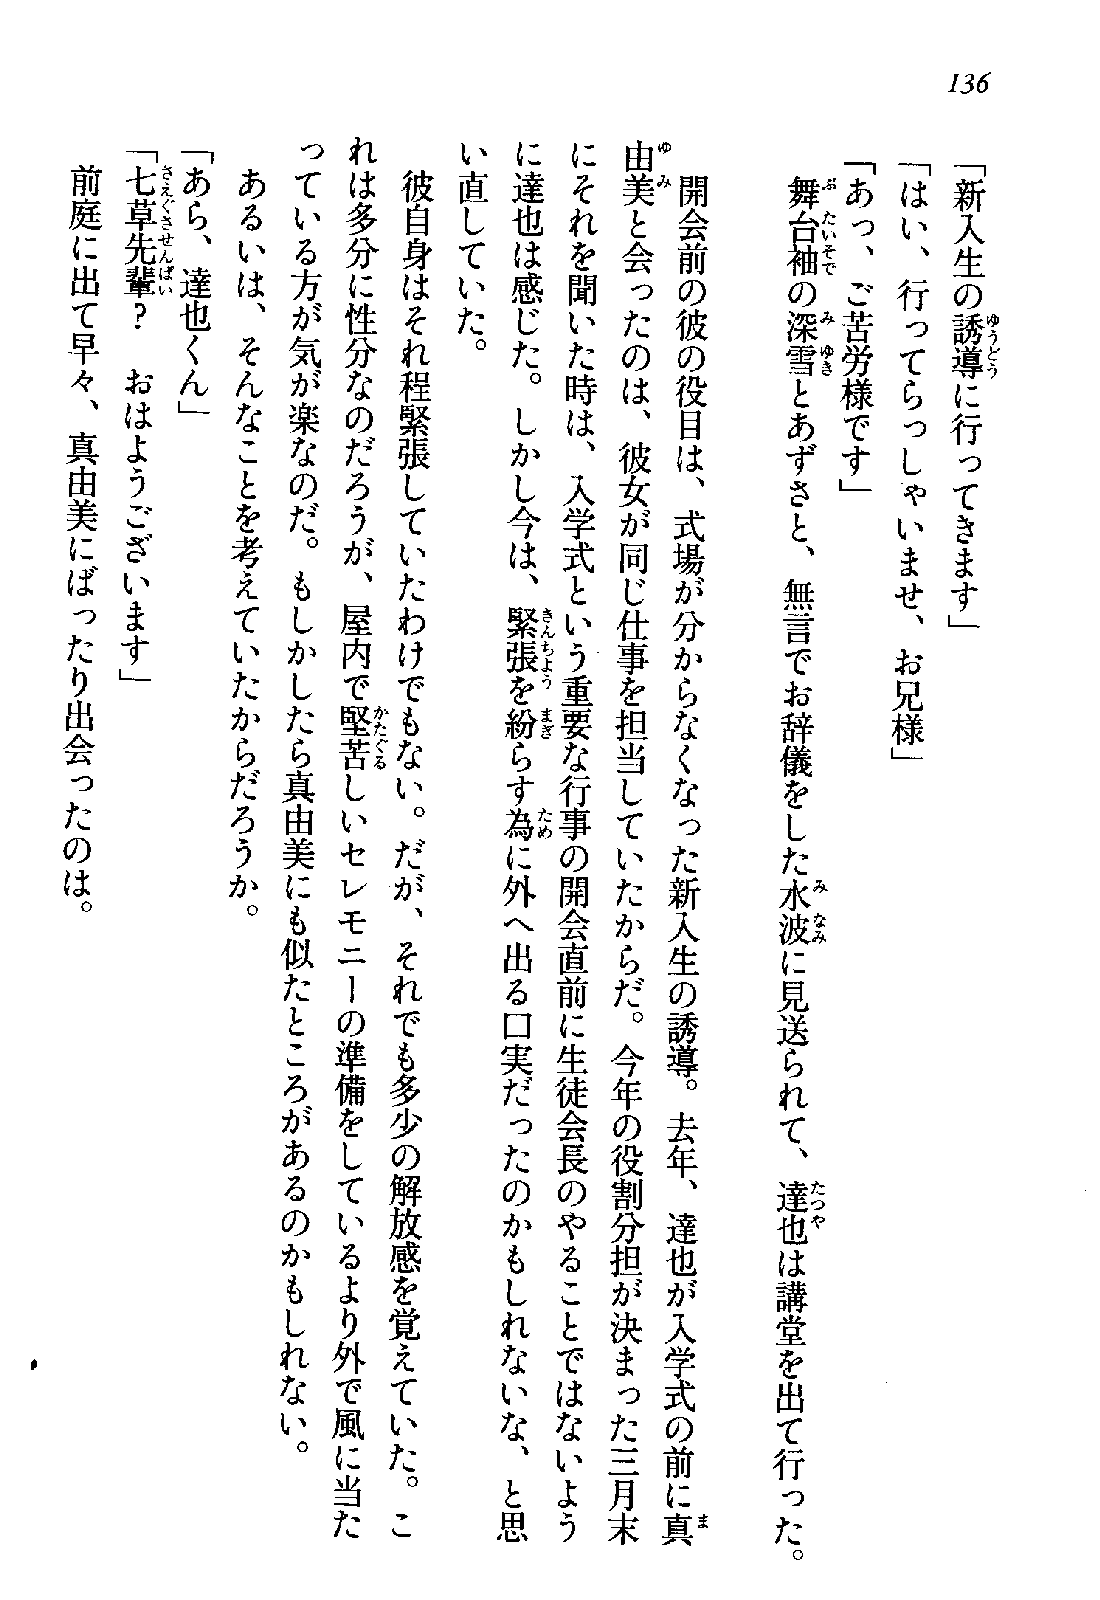 136
「新入生の誘導に行ってきます」
「はい、行ってらっしゃいませ、お兄様」
「あっ、ご苦労様です」
舞台袖の深雪とあずさと、無言でお辞儀をした水波に見送られて、達也は講堂を出て行った。
開会前の彼の役目は、式場が分からなくなった新入生の誘導。去年、達也が入学式の前に真
由美と会ったのは、彼女が同じ仕事を担当していたからだ。今年の役割分担が決まった三月末
にそれを聞いた時は、入学式という重要な行事の開会直前に生徒会長のやることではないよう
に達也は感じた。しかし今は、緊張を紛らす為に外へ出る口実だったのかもしれないな、と思
い直していた。
彼自身はそれ程緊張していたわけでもない。だが、それでも多少の解放感を覚えていた。こ
れは多分に性分なのだろうが、屋内で堅苦しいセレモニーの準備をしているより外で風に当た
っている方が気が楽なのだ。もしかしたら真由美にも似たところがあるのかもしれない。
あるいは、そんなことを考えていたからだろうか。
「あら、達也くん」
「七草先輩？　おはようございます」
前庭に出て早々、真由美にばったり出会ったのは。